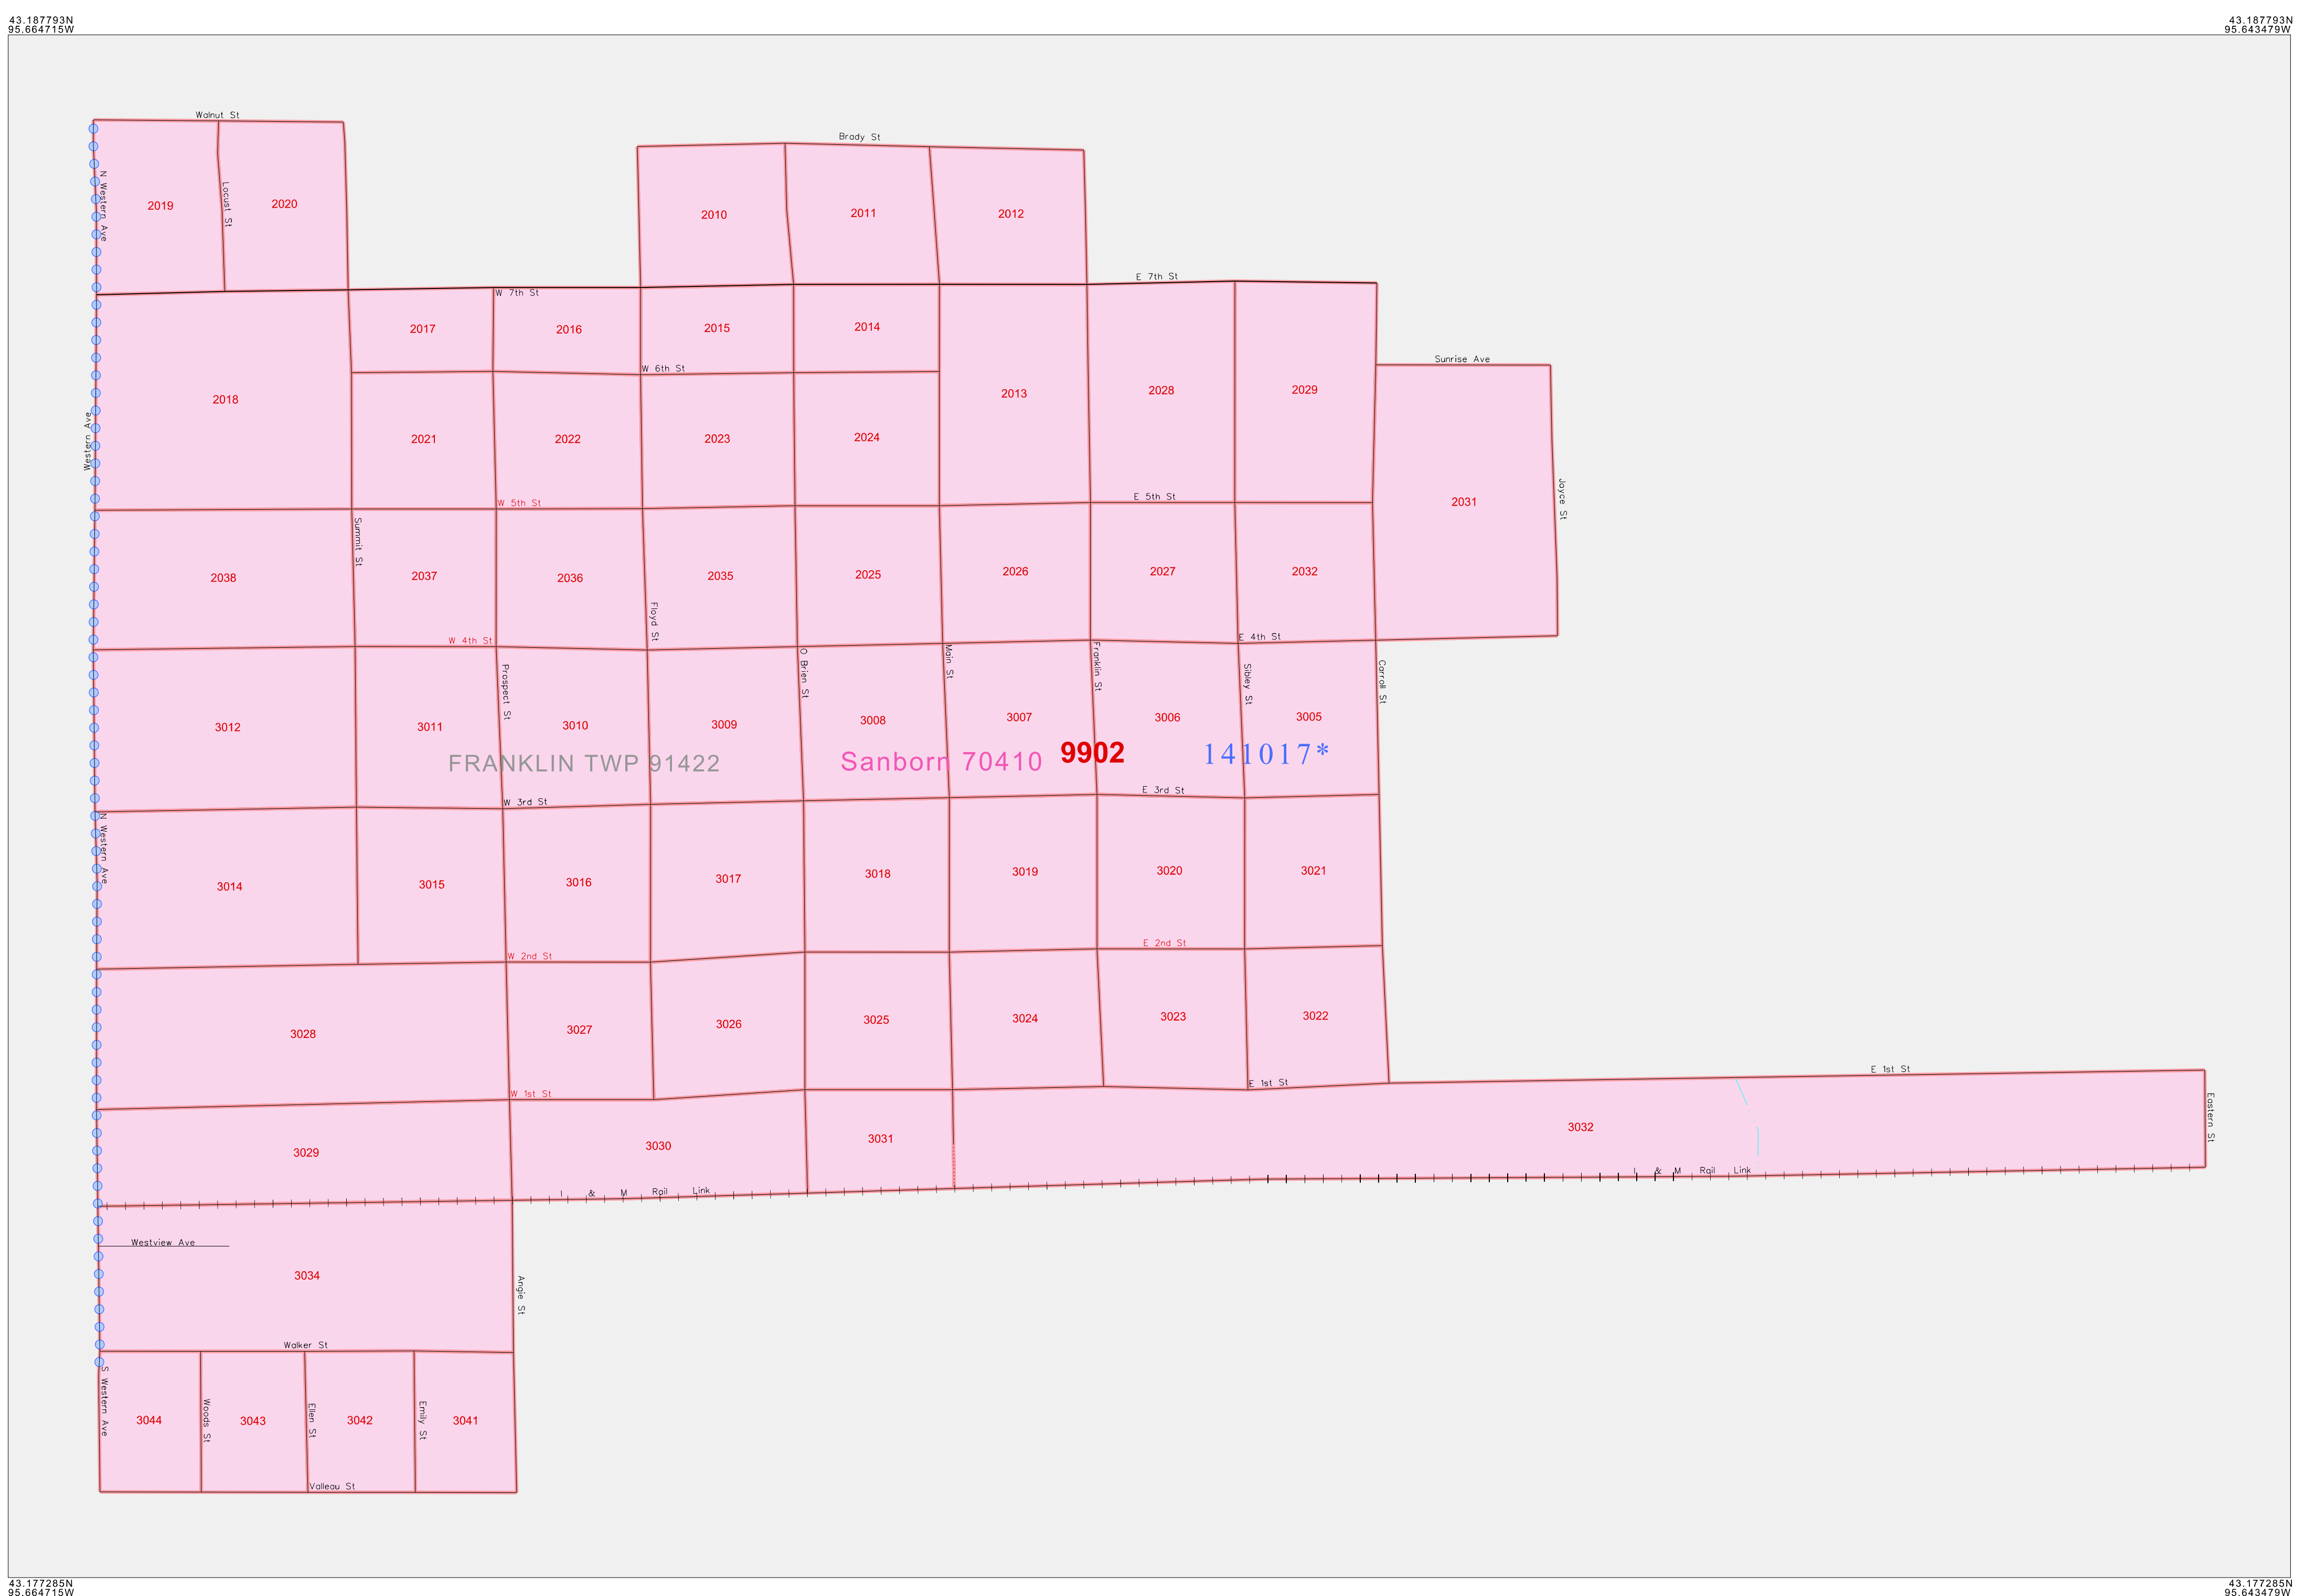 43.187793N
95.664715W
43.187793N
95.643479W
Walnut St
Brady St
N Western Ave
Locust St
2019
2020
2010
2011
2012
E 7th St
W 7th St
2017
2016
2015
2014
W 6th St
Sunrise Ave
2018
2013
2028
2029
Western Ave
2021
2022
2023
2024
W 5th St
E 5th St
2031
Joyce St
Summit St
2038
2037
2036
2035
2025
2026
2027
2032
Floyd St
W 4th St
E 4th St
Prospect St
O Brien St
Main St
Franklin St
Sibley St
Carroll St
3012
3011
3010
3009
3008
3007
3006
3005
FRANKLIN TWP 91422
Sanborn 70410
9902
141017*
W 3rd St
E 3rd St
N Western Ave
3014
3015
3016
3017
3018
3019
3020
3021
W 2nd St
E 2nd St
3028
3027
3026
3025
3024
3023
3022
W 1st St
E 1st St
E 1st St
Eastern St
3029
3030
3031
3032
I & M Rail Link
I & M Rail Link
Westview Ave
3034
Angie St
Walker St
S Western Ave
Woods St
Ellen St
Emily St
3044
3043
3042
3041
Valleau St
43.177285N
95.664715W
43.177285N
95.643479W